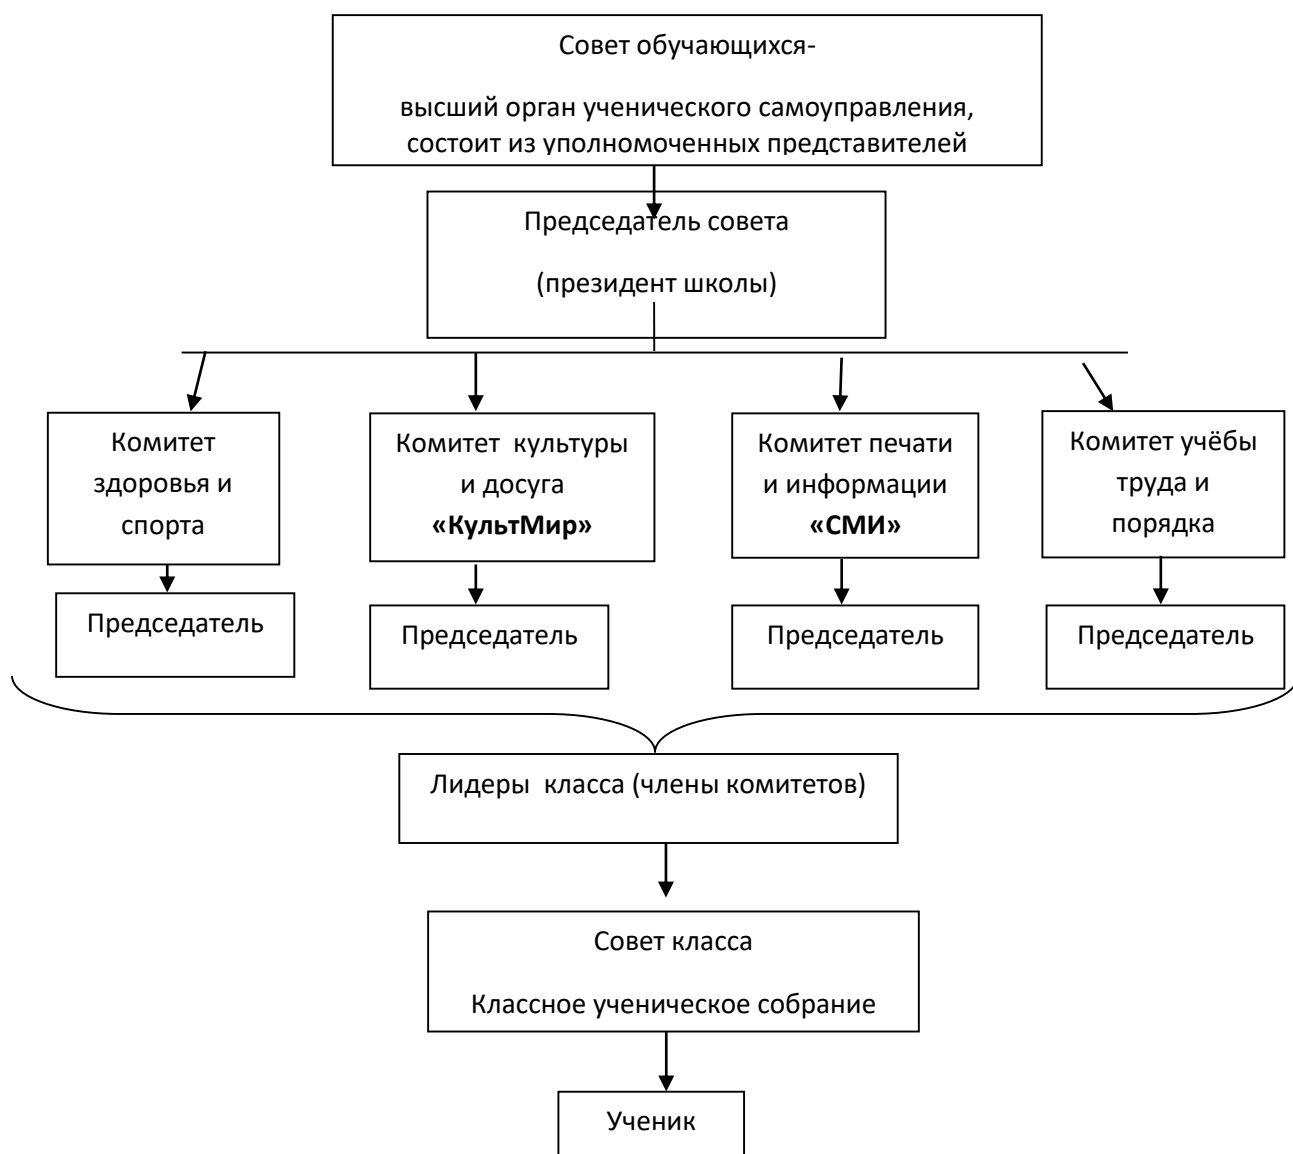 Совет обучающихся-
высший орган ученического самоуправления,
состоит из уполномоченных представителей
Председатель совета
(президент школы)
Комитет
здоровья и
спорта
Комитет культуры
и досуга
«КультМир»
Комитет печати
и информации
«СМИ»
Комитет учёбы
труда и
порядка
Председатель
Председатель
Председатель
Председатель
Лидеры класса (члены комитетов)
Совет класса
Классное ученическое собрание
Ученик